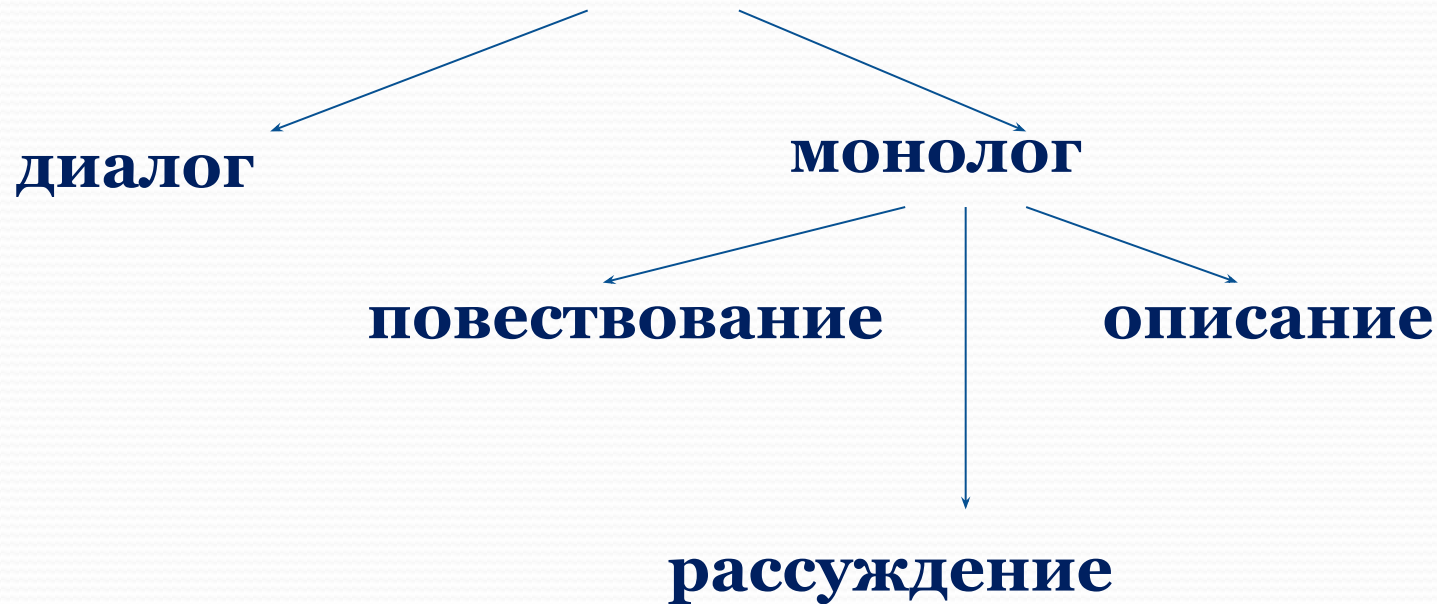 диалог
монолог
повествование
описание
рассуждение